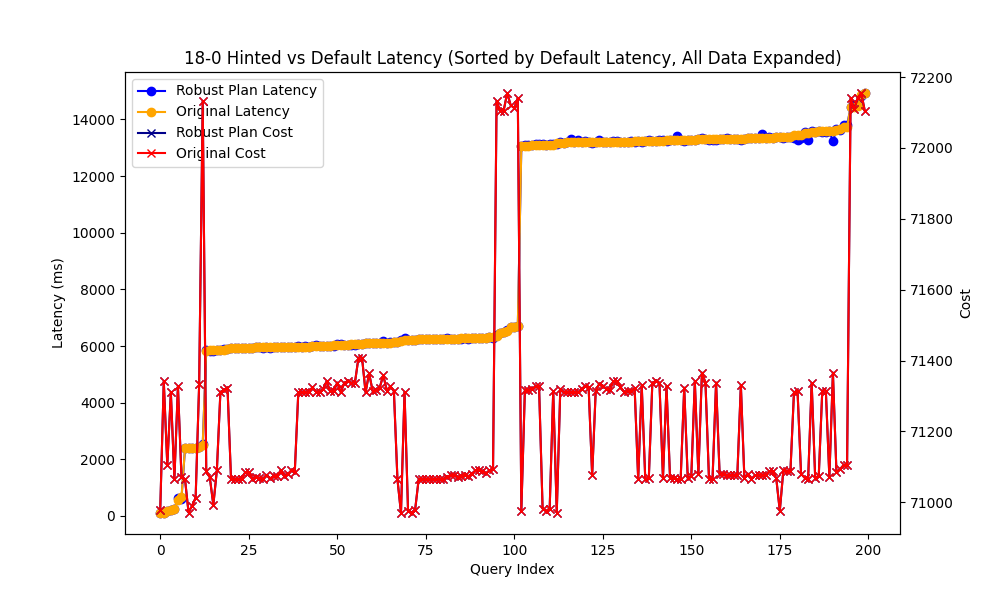 18-0 Hinted vs Default Latency (Sorted by Default Latency, All Data Expanded)
Robust Plan Latency
Original Latency
Robust Plan Cost
Original Cost
14000
12000
10000
8000
6000
4000
2000
0
Latency (ms)
72200
72000
71800
71600
71400
71200
71000
Cost
0 25 50 75 100 125 150 175 200
Query Index